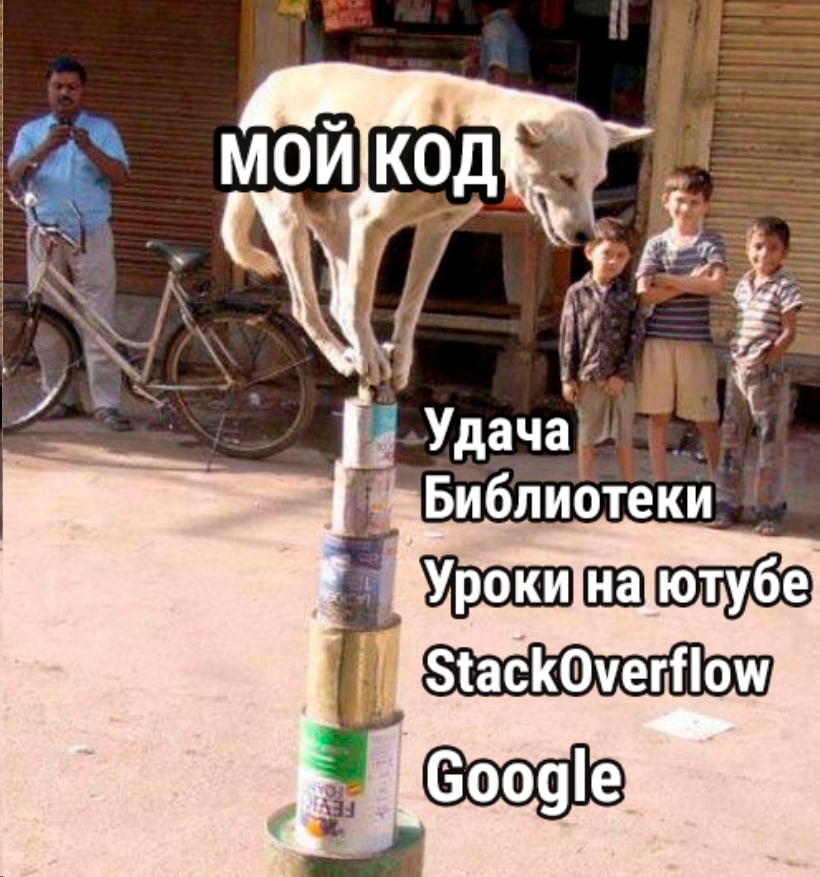 МОЙ КОД
Удача
Библиотеки
Уроки на ютубе
StackOverflow
Google